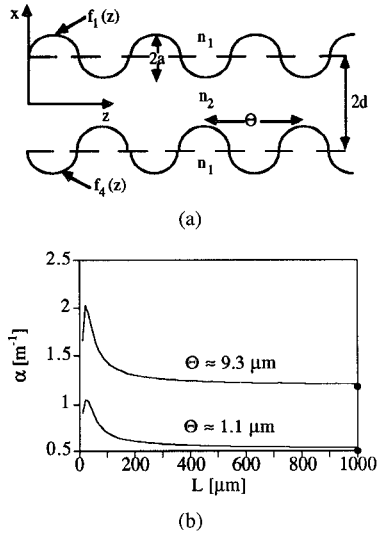 x
f₁(z)
n₁
2a
n₂
Θ
2d
z
n₁
f₄(z)
(a)
2.5
2
1.5
1
0.5
α [m⁻¹]
Θ ≈ 9.3 µm
Θ ≈ 1.1 µm
0 200 400 600 800 1000
L [µm]
(b)